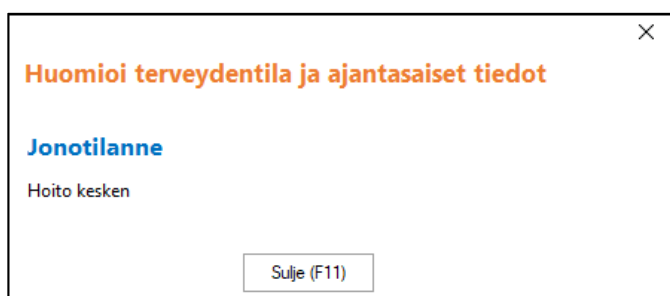 Huomioi terveydentila ja ajantasaiset tiedot
Jonotilanne
Hoito kesken
Sulje (F11)